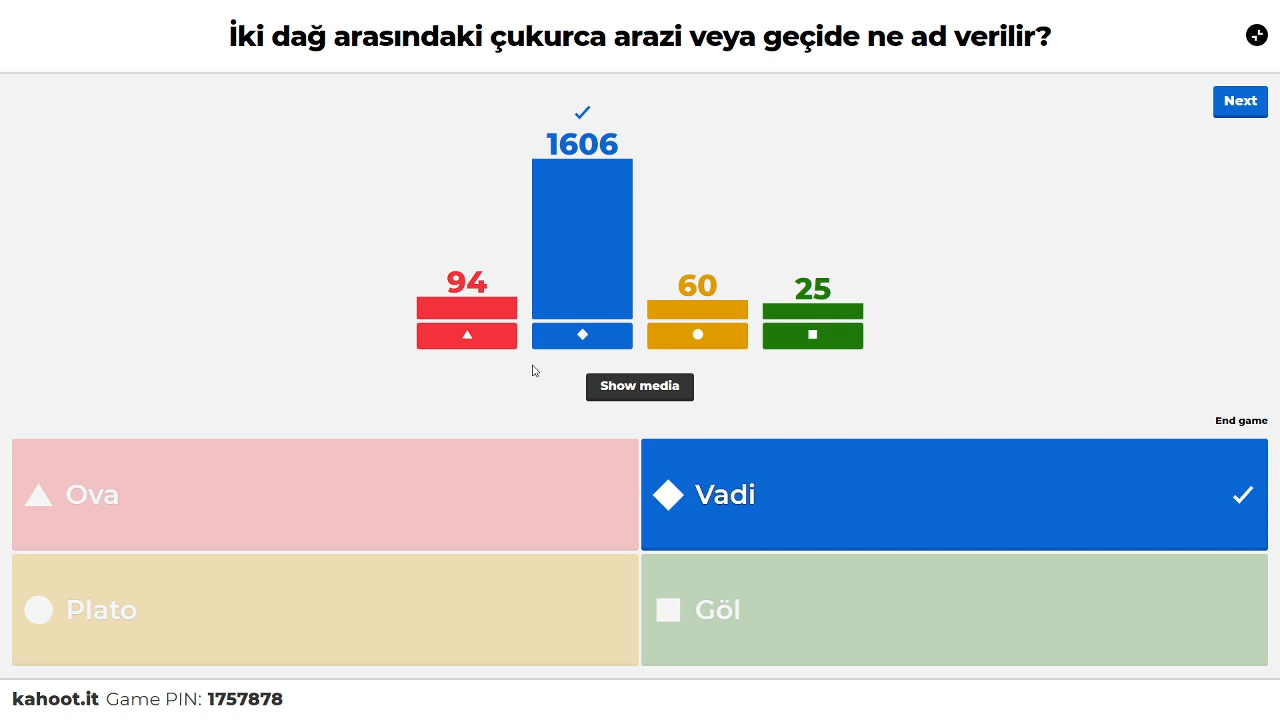 İki dağ arasındaki çukurca arazi veya geçide ne ad verilir?
Next
1606
94
60
25
Show media
End game
Ova
Vadi
Plato
Göl
kahoot.it Game PIN: 1757878